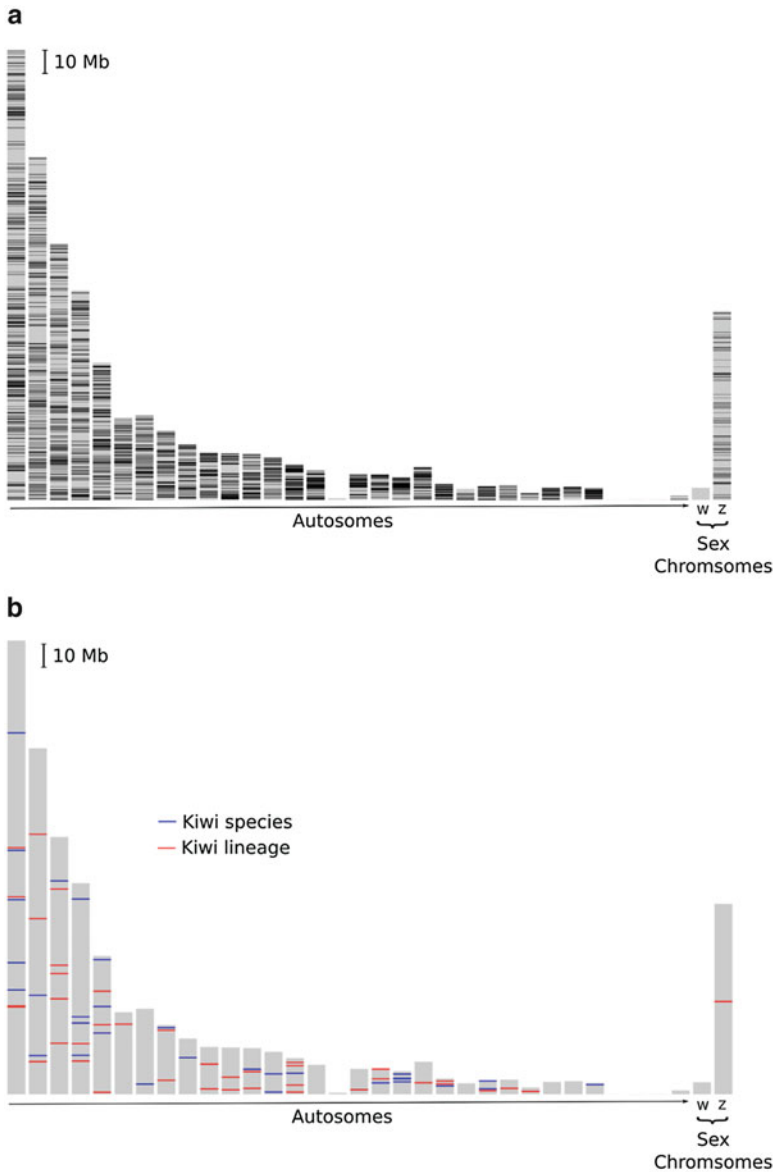 a
10 Mb
Autosomes
w z
Sex
Chromsomes
b
10 Mb
Kiwi species
Kiwi lineage
Autosomes
w z
Sex
Chromsomes